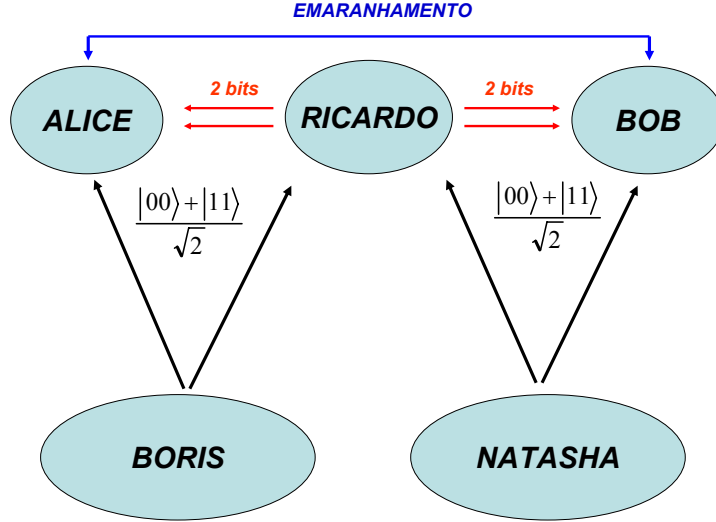 EMARANHAMENTO
2 bits
2 bits
ALICE
RICARDO
BOB
|00⟩+|11⟩
√2
|00⟩+|11⟩
√2
BORIS
NATASHA